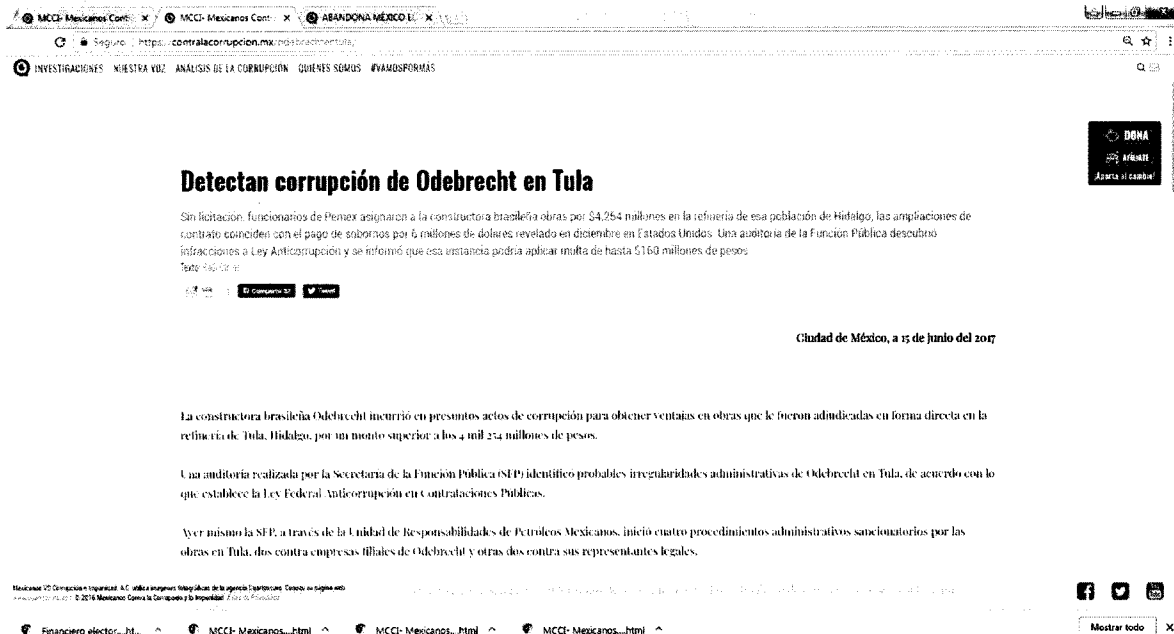 MCCI- Mexicanos Cont
MCCI- Mexicanos Cont
ABANDONA MÉXICO EL
Seguro https: contralacorrupcion.mx
INVESTIGACIONES NUESTRA VOZ ANÁLISIS DE LA CORRUPCIÓN QUIÉNES SOMOS #VAMOSPORMÁS
DONA
AFÍLIATE
¡Aporta al cambio!
Detectan corrupción de Odebrecht en Tula
Sin licitación, funcionarios de Pemex asignaron a la constructora brasileña obras por $4,254 millones en la refinería de esa población de Hidalgo, las ampliaciones de
contrato coinciden con el pago de sobornos por 6 millones de dólares revelado en diciembre en Estados Unidos. Una auditoría de la Función Pública descubrió
infracciones a Ley Anticorrupción y se informó que esa instancia podría aplicar multa de hasta $160 millones de pesos
Texto
Compartir 32 Tweet
Ciudad de México, a 15 de junio del 2017
La constructora brasileña Odebrecht incurrió en presuntos actos de corrupción para obtener ventajas en obras que le fueron adjudicadas en forma directa en la
refinería de Tula, Hidalgo, por un monto superior a los 4 mil 254 millones de pesos.
Una auditoría realizada por la Secretaría de la Función Pública (SFP) identificó probables irregularidades administrativas de Odebrecht en Tula, de acuerdo con lo
que establece la Ley Federal Anticorrupción en Contrataciones Públicas.
Ayer mismo la SFP, a través de la Unidad de Responsabilidades de Petróleos Mexicanos, inició cuatro procedimientos administrativos sancionatorios por las
obras en Tula, dos contra empresas filiales de Odebrecht y otras dos contra sus representantes legales.
© 2016 Mexicanos Contra la Corrupción y la Impunidad
Financiero elector...ht...
MCCI- Mexicanos....html
MCCI- Mexicanos....html
MCCI- Mexicanos....html
Mostrar todo